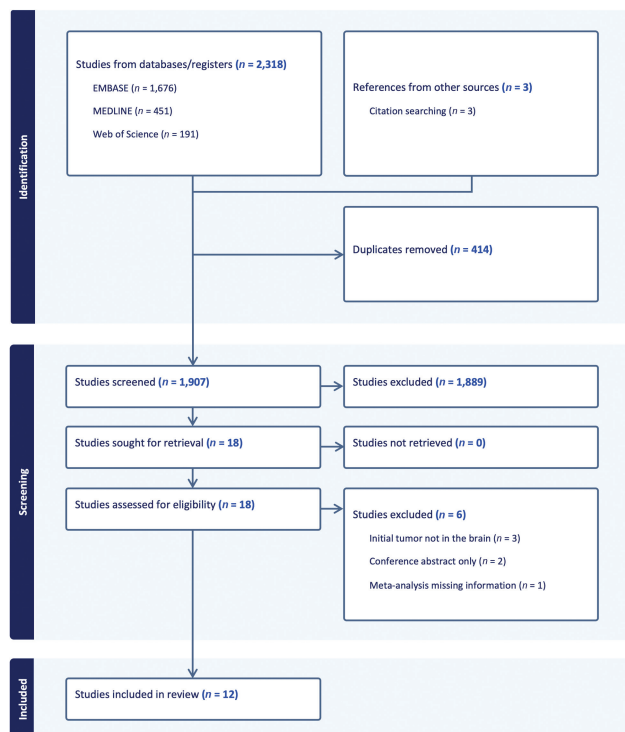 Identification
Studies from databases/registers (n = 2,318)
EMBASE (n = 1,676)
MEDLINE (n = 451)
Web of Science (n = 191)
References from other sources (n = 3)
Citation searching (n = 3)
Duplicates removed (n = 414)
Screening
Studies screened (n = 1,907)
Studies excluded (n = 1,889)
Studies sought for retrieval (n = 18)
Studies not retrieved (n = 0)
Studies assessed for eligibility (n = 18)
Studies excluded (n = 6)
Initial tumor not in the brain (n = 3)
Conference abstract only (n = 2)
Meta-analysis missing information (n = 1)
Included
Studies included in review (n = 12)